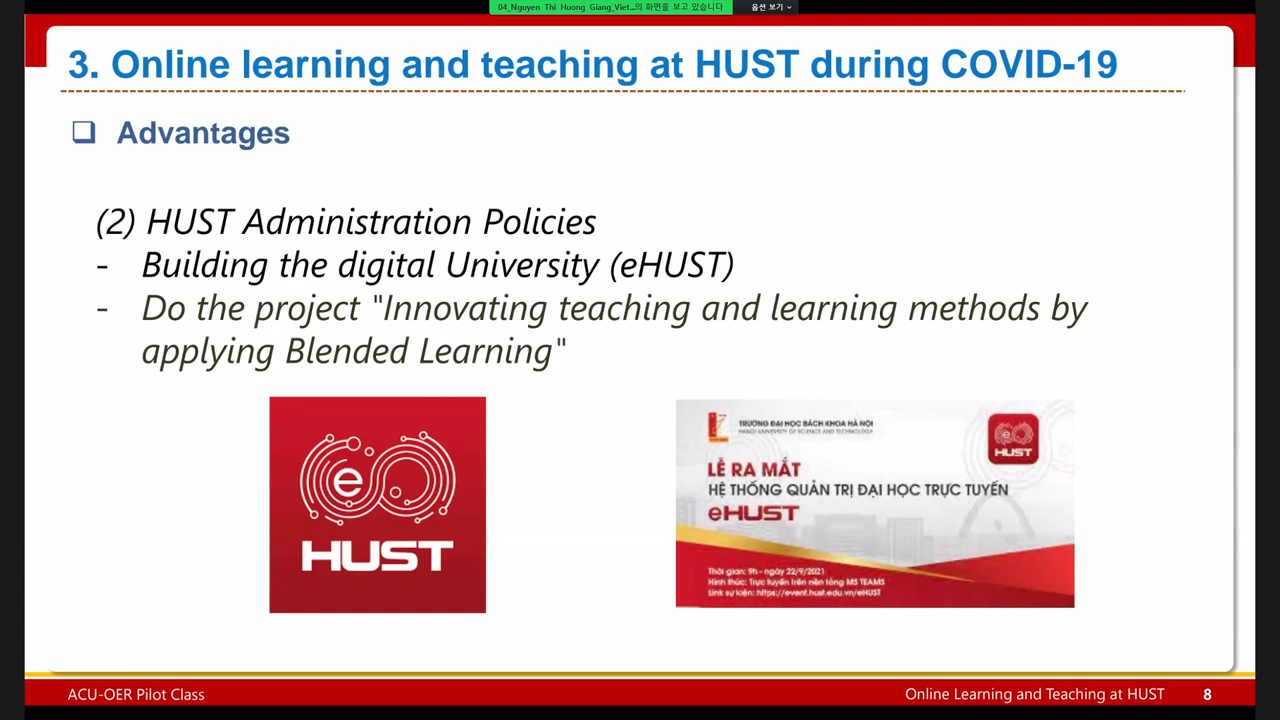 04_Nguyen Thi Huong Giang_Viet...의 화면을 보고 있습니다
옵션 보기
3. Online learning and teaching at HUST during COVID-19
Advantages
(2) HUST Administration Policies
- Building the digital University (eHUST)
- Do the project "Innovating teaching and learning methods by
applying Blended Learning"
e
HUST
TRƯỜNG ĐẠI HỌC BÁCH KHOA HÀ NỘI
HANOI UNIVERSITY OF SCIENCE AND TECHNOLOGY
e
HUST
LỄ RA MẮT
HỆ THỐNG QUẢN TRỊ ĐẠI HỌC TRỰC TUYẾN
eHUST
Thời gian: 9h - ngày 22/9/2021
Hình thức: Trực tuyến trên nền tảng MS TEAMS
Link sự kiện: https://event.hust.edu.vn/eHUST
ACU-OER Pilot Class
Online Learning and Teaching at HUST 8